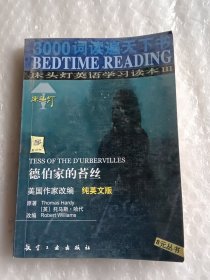 3000词读遍天下书
BEDTIME READING
床头灯英语学习读本III
床头灯
TESS OF THE D'URBERVILLES
德伯家的苔丝
美国作家改编 纯英文版
原著 Thomas Hardy
[英] 托马斯·哈代
改编 Robert Williams
航空工业出版社